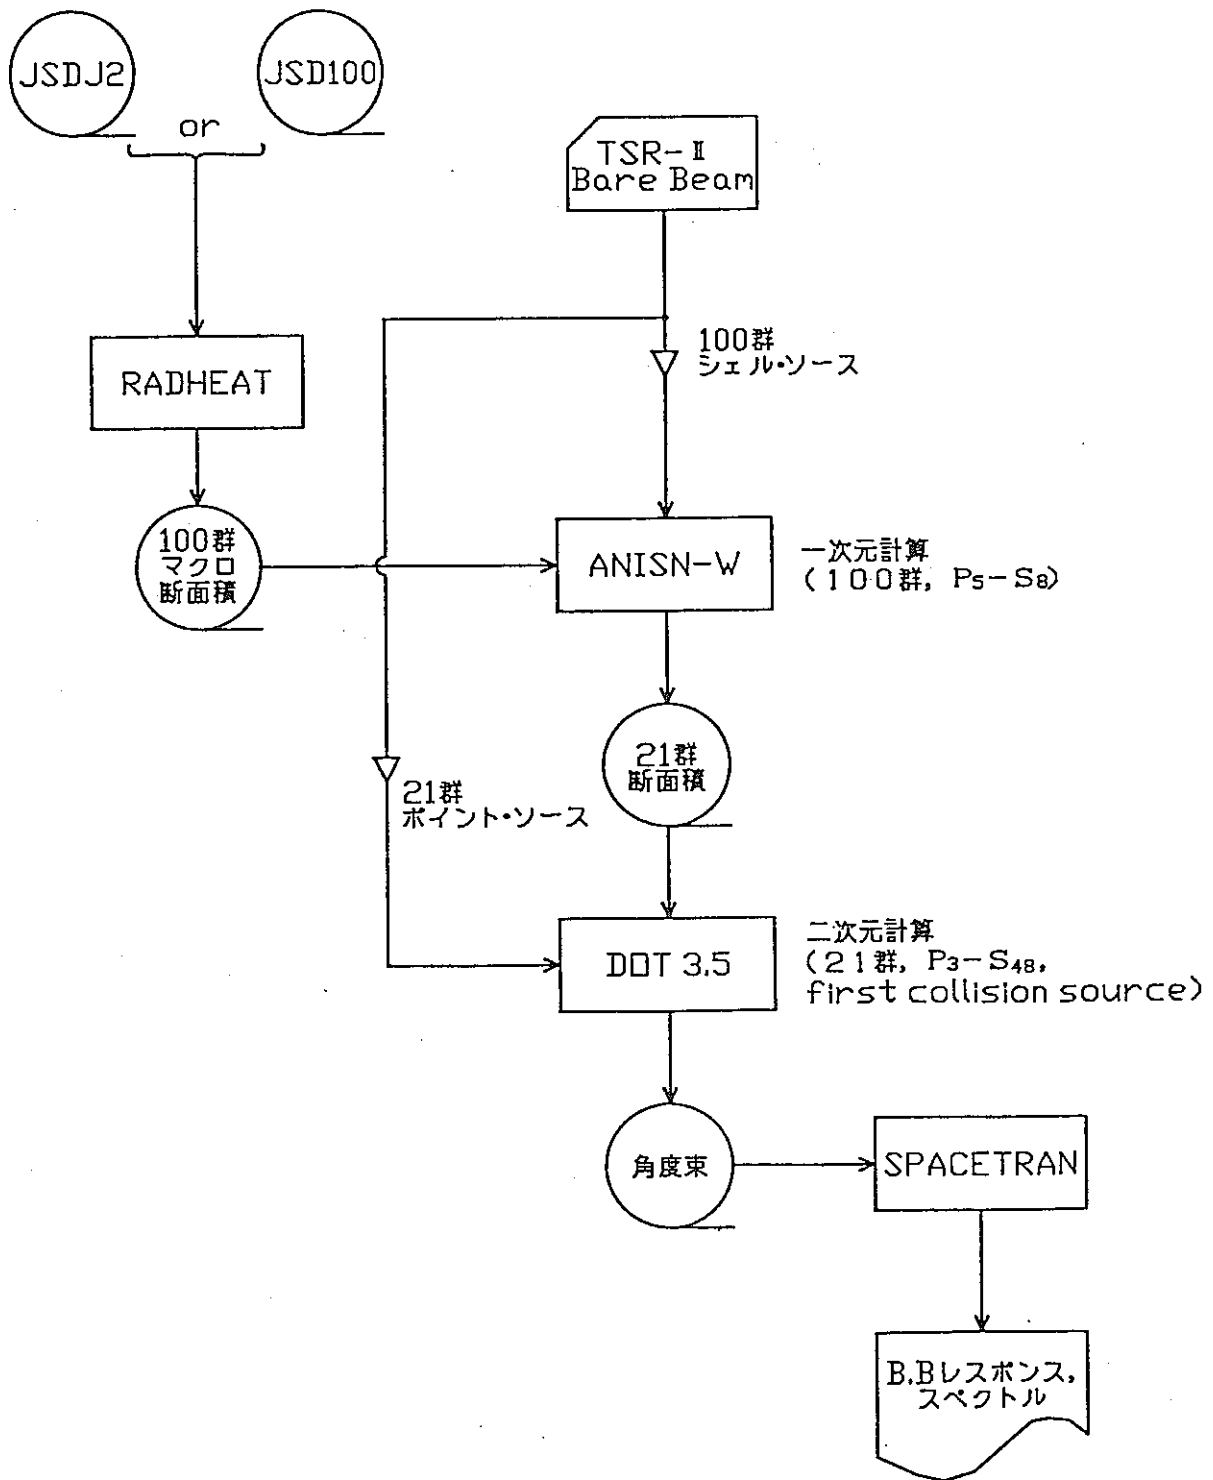 JSDJ2
JSD100
or
TSR-Ⅱ
Bare Beam
100群
シェル・ソース
RADHEAT
100群
マクロ
断面積
ANISN-W
一次元計算
(100群, P5-S8)
21群
断面積
21群
ポイント・ソース
DOT 3.5
二次元計算
(21群, P3-S48,
first collision source)
角度束
SPACETRAN
B.Bレスポンス,
スペクトル